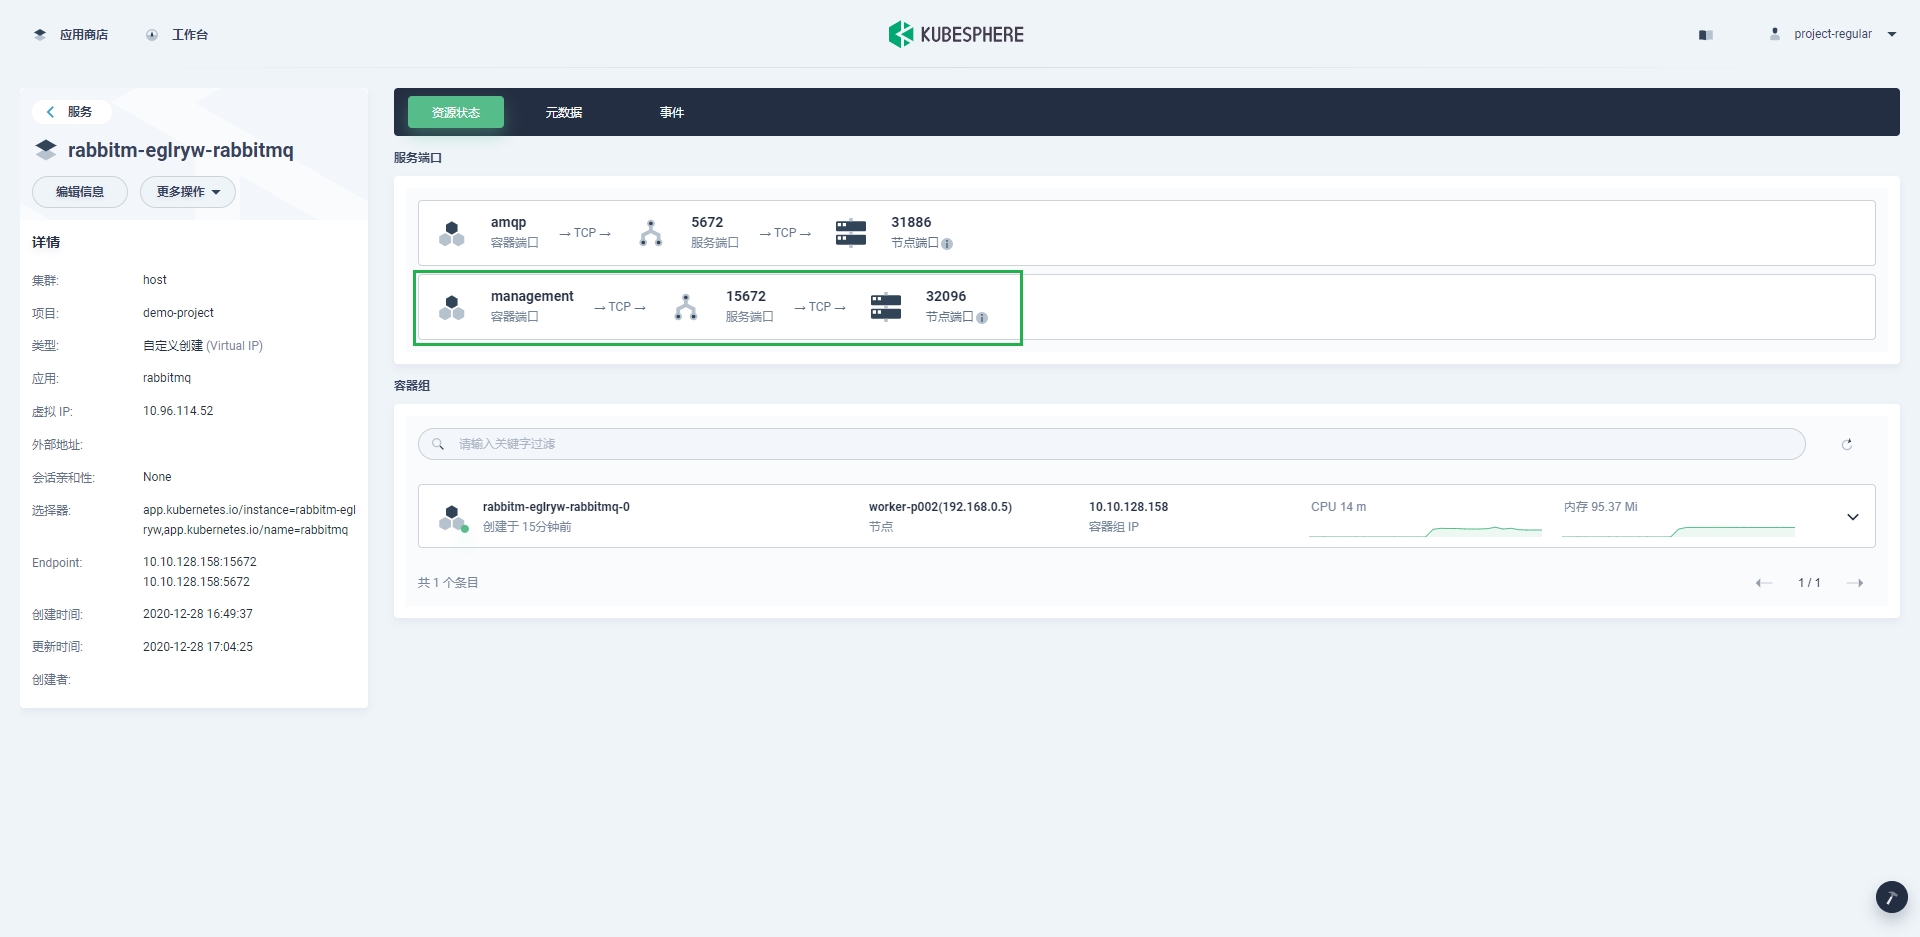 应用商店
工作台
KUBESPHERE
project-regular
服务
rabbitm-eglryw-rabbitmq
编辑信息
更多操作
详情
集群: host
项目: demo-project
类型: 自定义创建 (Virtual IP)
应用: rabbitmq
虚拟 IP: 10.96.114.52
外部地址:
会话亲和性: None
选择器: app.kubernetes.io/instance=rabbitm-egl
ryw,app.kubernetes.io/name=rabbitmq
Endpoint: 10.10.128.158:15672
10.10.128.158:5672
创建时间: 2020-12-28 16:49:37
更新时间: 2020-12-28 17:04:25
创建者:
资源状态 元数据 事件
服务端口
amqp → TCP → 5672 → TCP → 31886
容器端口 服务端口 节点端口
management → TCP → 15672 → TCP → 32096
容器端口 服务端口 节点端口
容器组
请输入关键字过滤
rabbitm-eglryw-rabbitmq-0 worker-p002(192.168.0.5) 10.10.128.158 CPU 14 m 内存 95.37 Mi
创建于 15分钟前 节点 容器组 IP
共 1 个条目
1 / 1